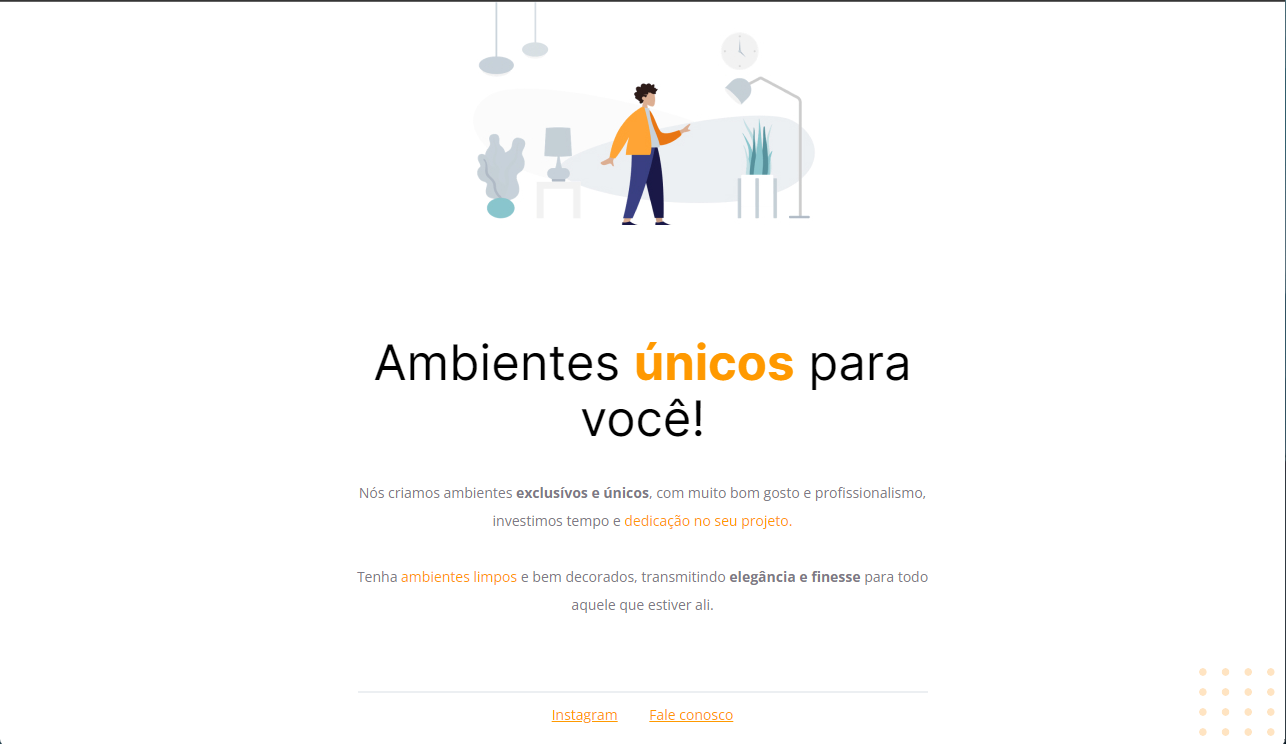 Ambientes únicos para
você!
Nós criamos ambientes exclusívos e únicos, com muito bom gosto e profissionalismo,
investimos tempo e dedicação no seu projeto.
Tenha ambientes limpos e bem decorados, transmitindo elegância e finesse para todo
aquele que estiver ali.
Instagram Fale conosco